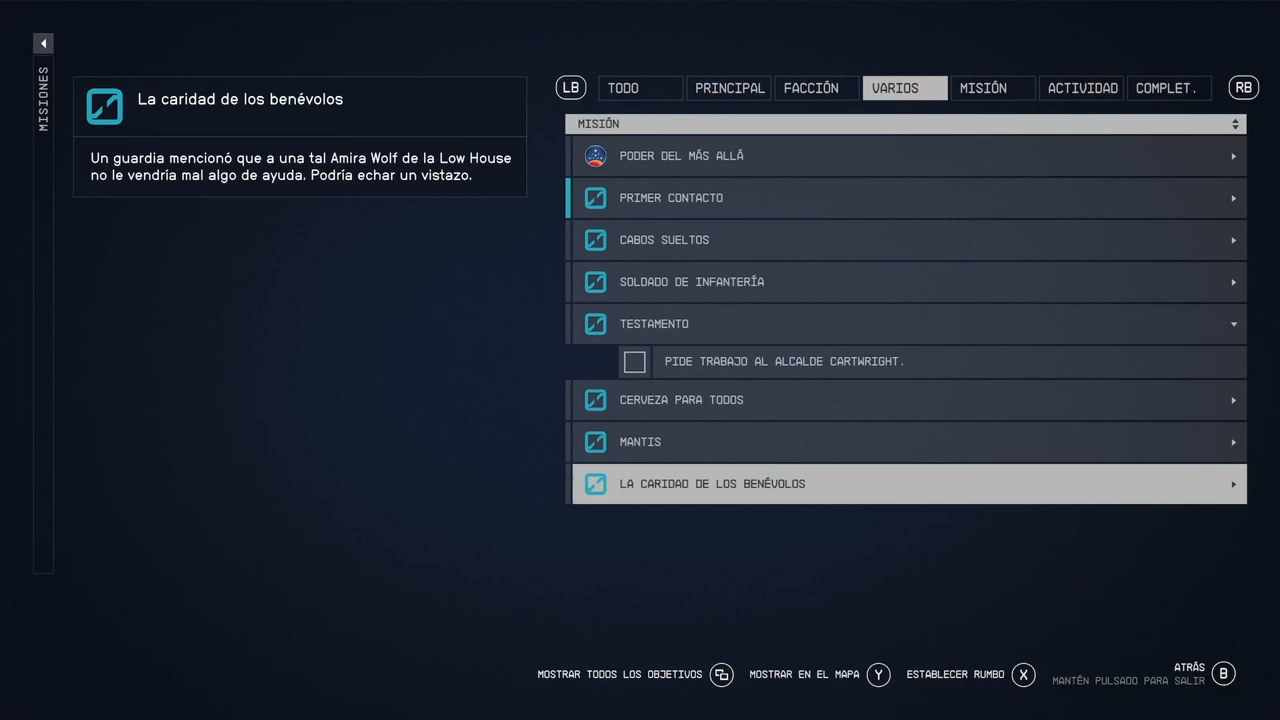 MISIONES
La caridad de los benévolos
Un guardia mencionó que a una tal Amira Wolf de la Low House
no le vendría mal algo de ayuda. Podría echar un vistazo.
LB TODO PRINCIPAL FACCIÓN VARIOS MISIÓN ACTIVIDAD COMPLET. RB
MISIÓN
PODER DEL MÁS ALLÁ
PRIMER CONTACTO
CABOS SUELTOS
SOLDADO DE INFANTERÍA
TESTAMENTO
PIDE TRABAJO AL ALCALDE CARTWRIGHT.
CERVEZA PARA TODOS
MANTIS
LA CARIDAD DE LOS BENÉVOLOS
MOSTRAR TODOS LOS OBJETIVOS MOSTRAR EN EL MAPA Y ESTABLECER RUMBO X ATRÁS B
MANTÉN PULSADO PARA SALIR